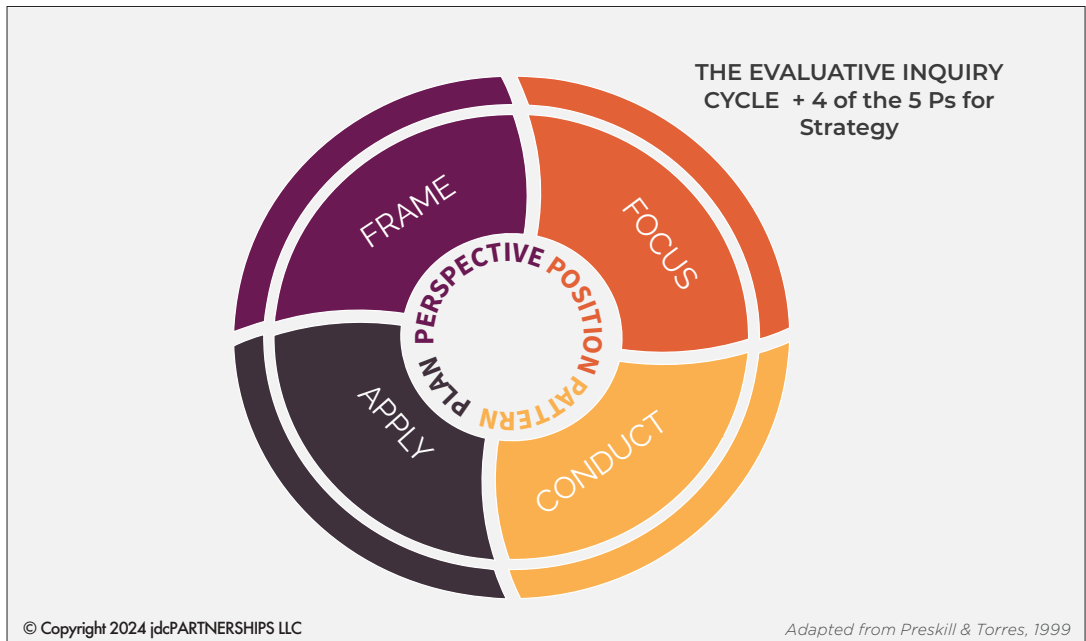 THE EVALUATIVE INQUIRY
CYCLE + 4 of the 5 Ps for
Strategy
FRAME
FOCUS
PERSPECTIVE
POSITION
PATTERN
PLAN
APPLY
CONDUCT
© Copyright 2024 jdcPARTNERSHIPS LLC
Adapted from Preskill & Torres, 1999